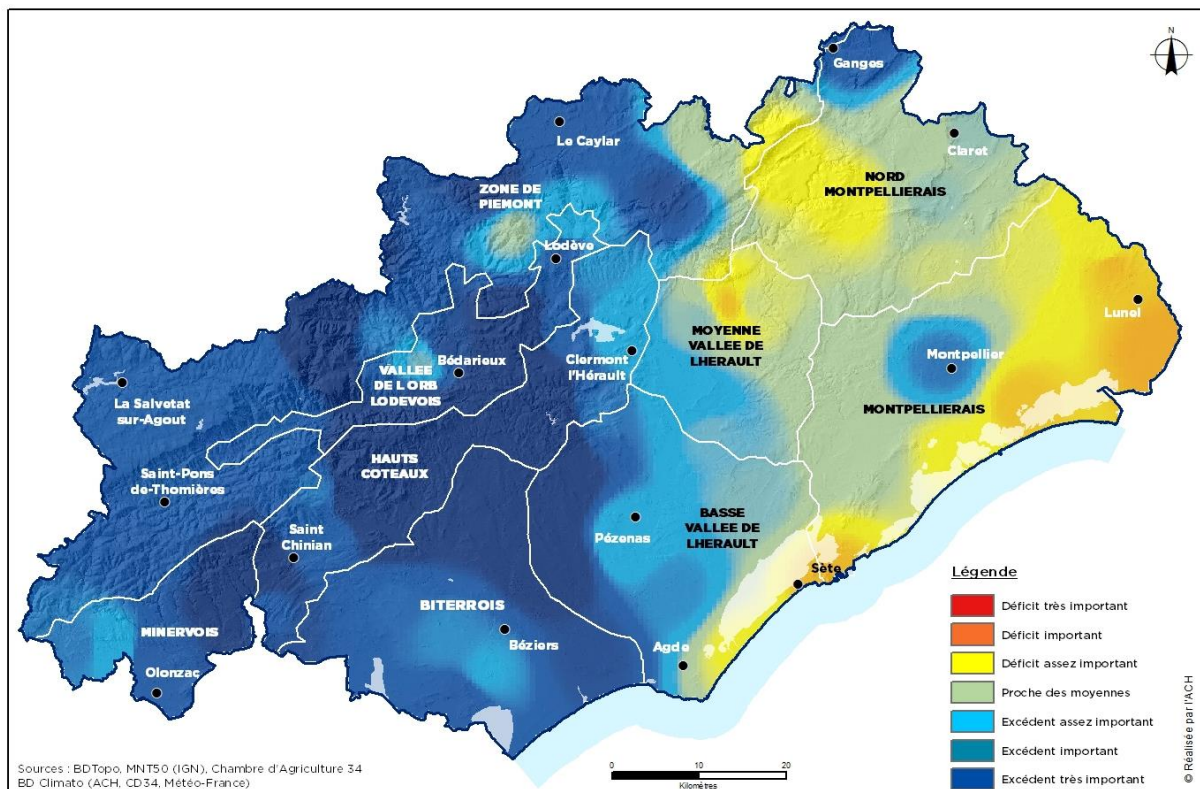 N
Ganges
Claret
Le Caylar
NORD
MONTPELLIERAIS
ZONE DE
PIEMONT
Lodève
Lunel
MOYENNE
VALLEE DE
LHERAULT
Clermont
l'Hérault
Montpellier
VALLEE
DE L ORB
LODEVOIS
Bédarieux
MONTPELLIERAIS
La Salvetat
sur-Agout
HAUTS
COTEAUX
Saint-Pons
de-Thomières
BASSE
VALLEE DE
LHERAULT
Pézenas
Saint
Chinian
Sète
BITERROIS
MINERVOIS
Béziers
Agde
Olonzac
Légende
Déficit très important
Déficit important
Déficit assez important
Proche des moyennes
Excédent assez important
Excédent important
Excédent très important
© Réalisée par l'ACH
Sources : BDTopo, MNT50 (IGN), Chambre d'Agriculture 34
BD Climato (ACH, CD34, Météo-France)
0 10 20
Kilomètres